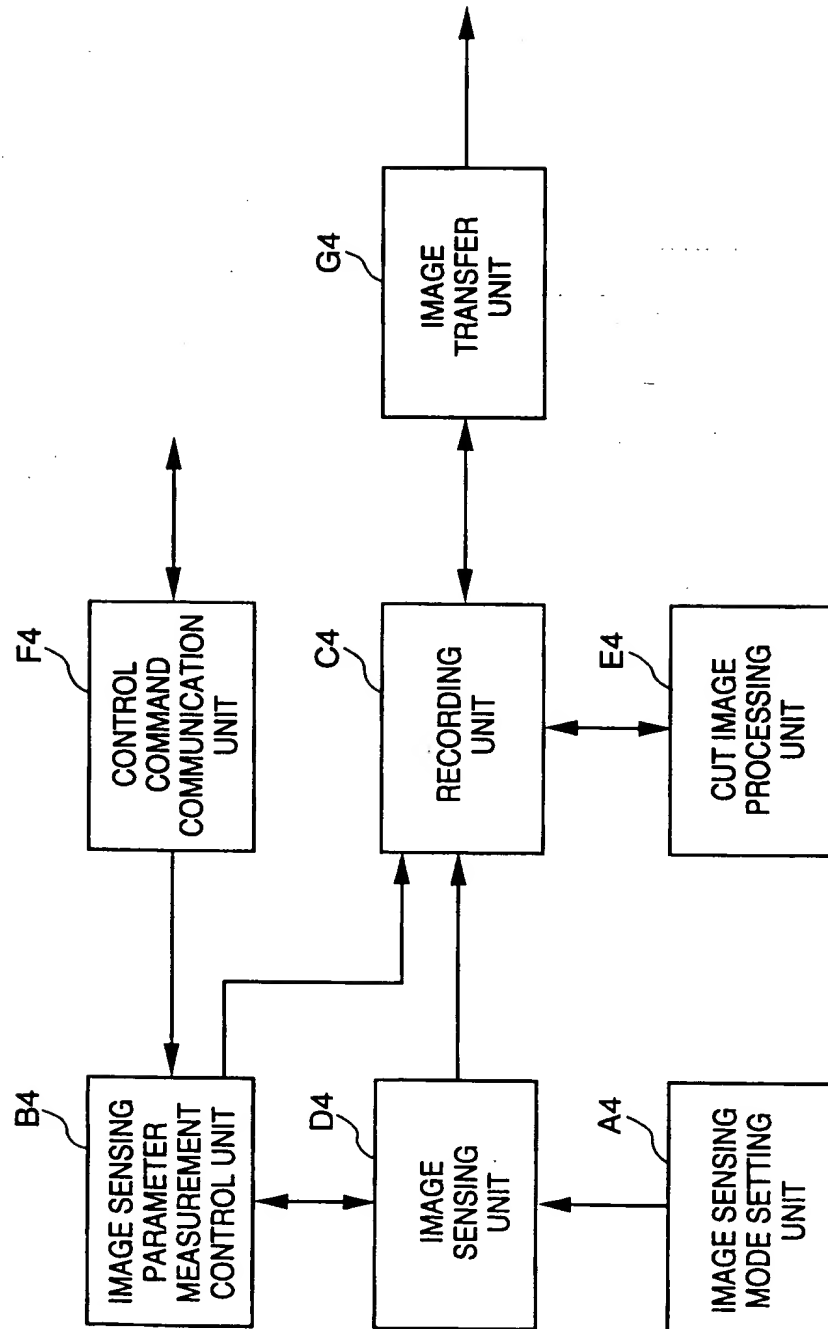 B4
IMAGE SENSING
PARAMETER
MEASUREMENT
CONTROL UNIT
F4
CONTROL
COMMAND
COMMUNICATION
UNIT
D4
IMAGE
SENSING
UNIT
C4
RECORDING
UNIT
G4
IMAGE
TRANSFER
UNIT
A4
IMAGE SENSING
MODE SETTING
UNIT
E4
CUT IMAGE
PROCESSING
UNIT